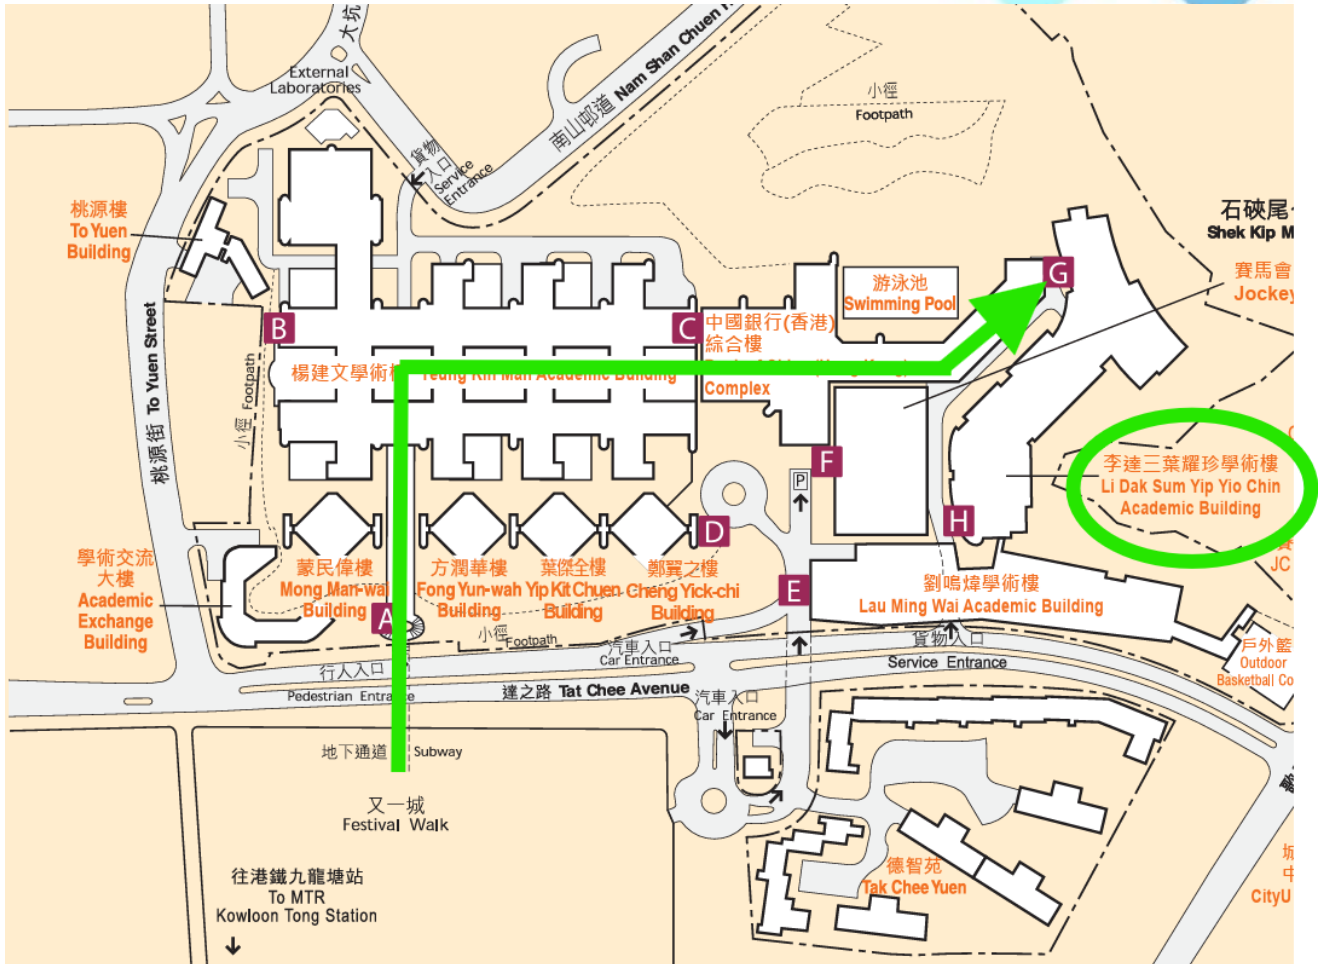 大坑
External
Laboratories
南山邨道 Nam Shan Chuen
小徑
Footpath
貨物
入口
Service
Entrance
桃源樓
To Yuen
Building
石硤尾
Shek Kip M
賽馬會
Jockey
G
游泳池
Swimming Pool
B
C
中國銀行(香港)
綜合樓
Complex
桃源街 To Yuen Street
小徑 Footpath
楊建文學術樓 Yeung Kin Man Academic Building
F
P
李達三葉耀珍學術樓
Li Dak Sum Yip Yio Chin
Academic Building
H
D
學術交流
大樓
Academic
Exchange
Building
蒙民偉樓
Mong Man-wai
Building
方潤華樓
Fong Yun-wah
Building
葉傑全樓
Yip Kit Chuen
Building
鄭翼之樓
Cheng Yick-chi
Building
E
劉鳴煒學術樓
Lau Ming Wai Academic Building
JC
A
小徑
Footpath
汽車入口
Car Entrance
貨物入口
Service Entrance
戶外籃
Outdoor
Basketball Co
行人入口
Pedestrian Entrance
達之路 Tat Chee Avenue
汽車入口
Car Entrance
地下通道
Subway
又一城
Festival Walk
往港鐵九龍塘站
To MTR
Kowloon Tong Station
德智苑
Tak Chee Yuen
城
中
CityU